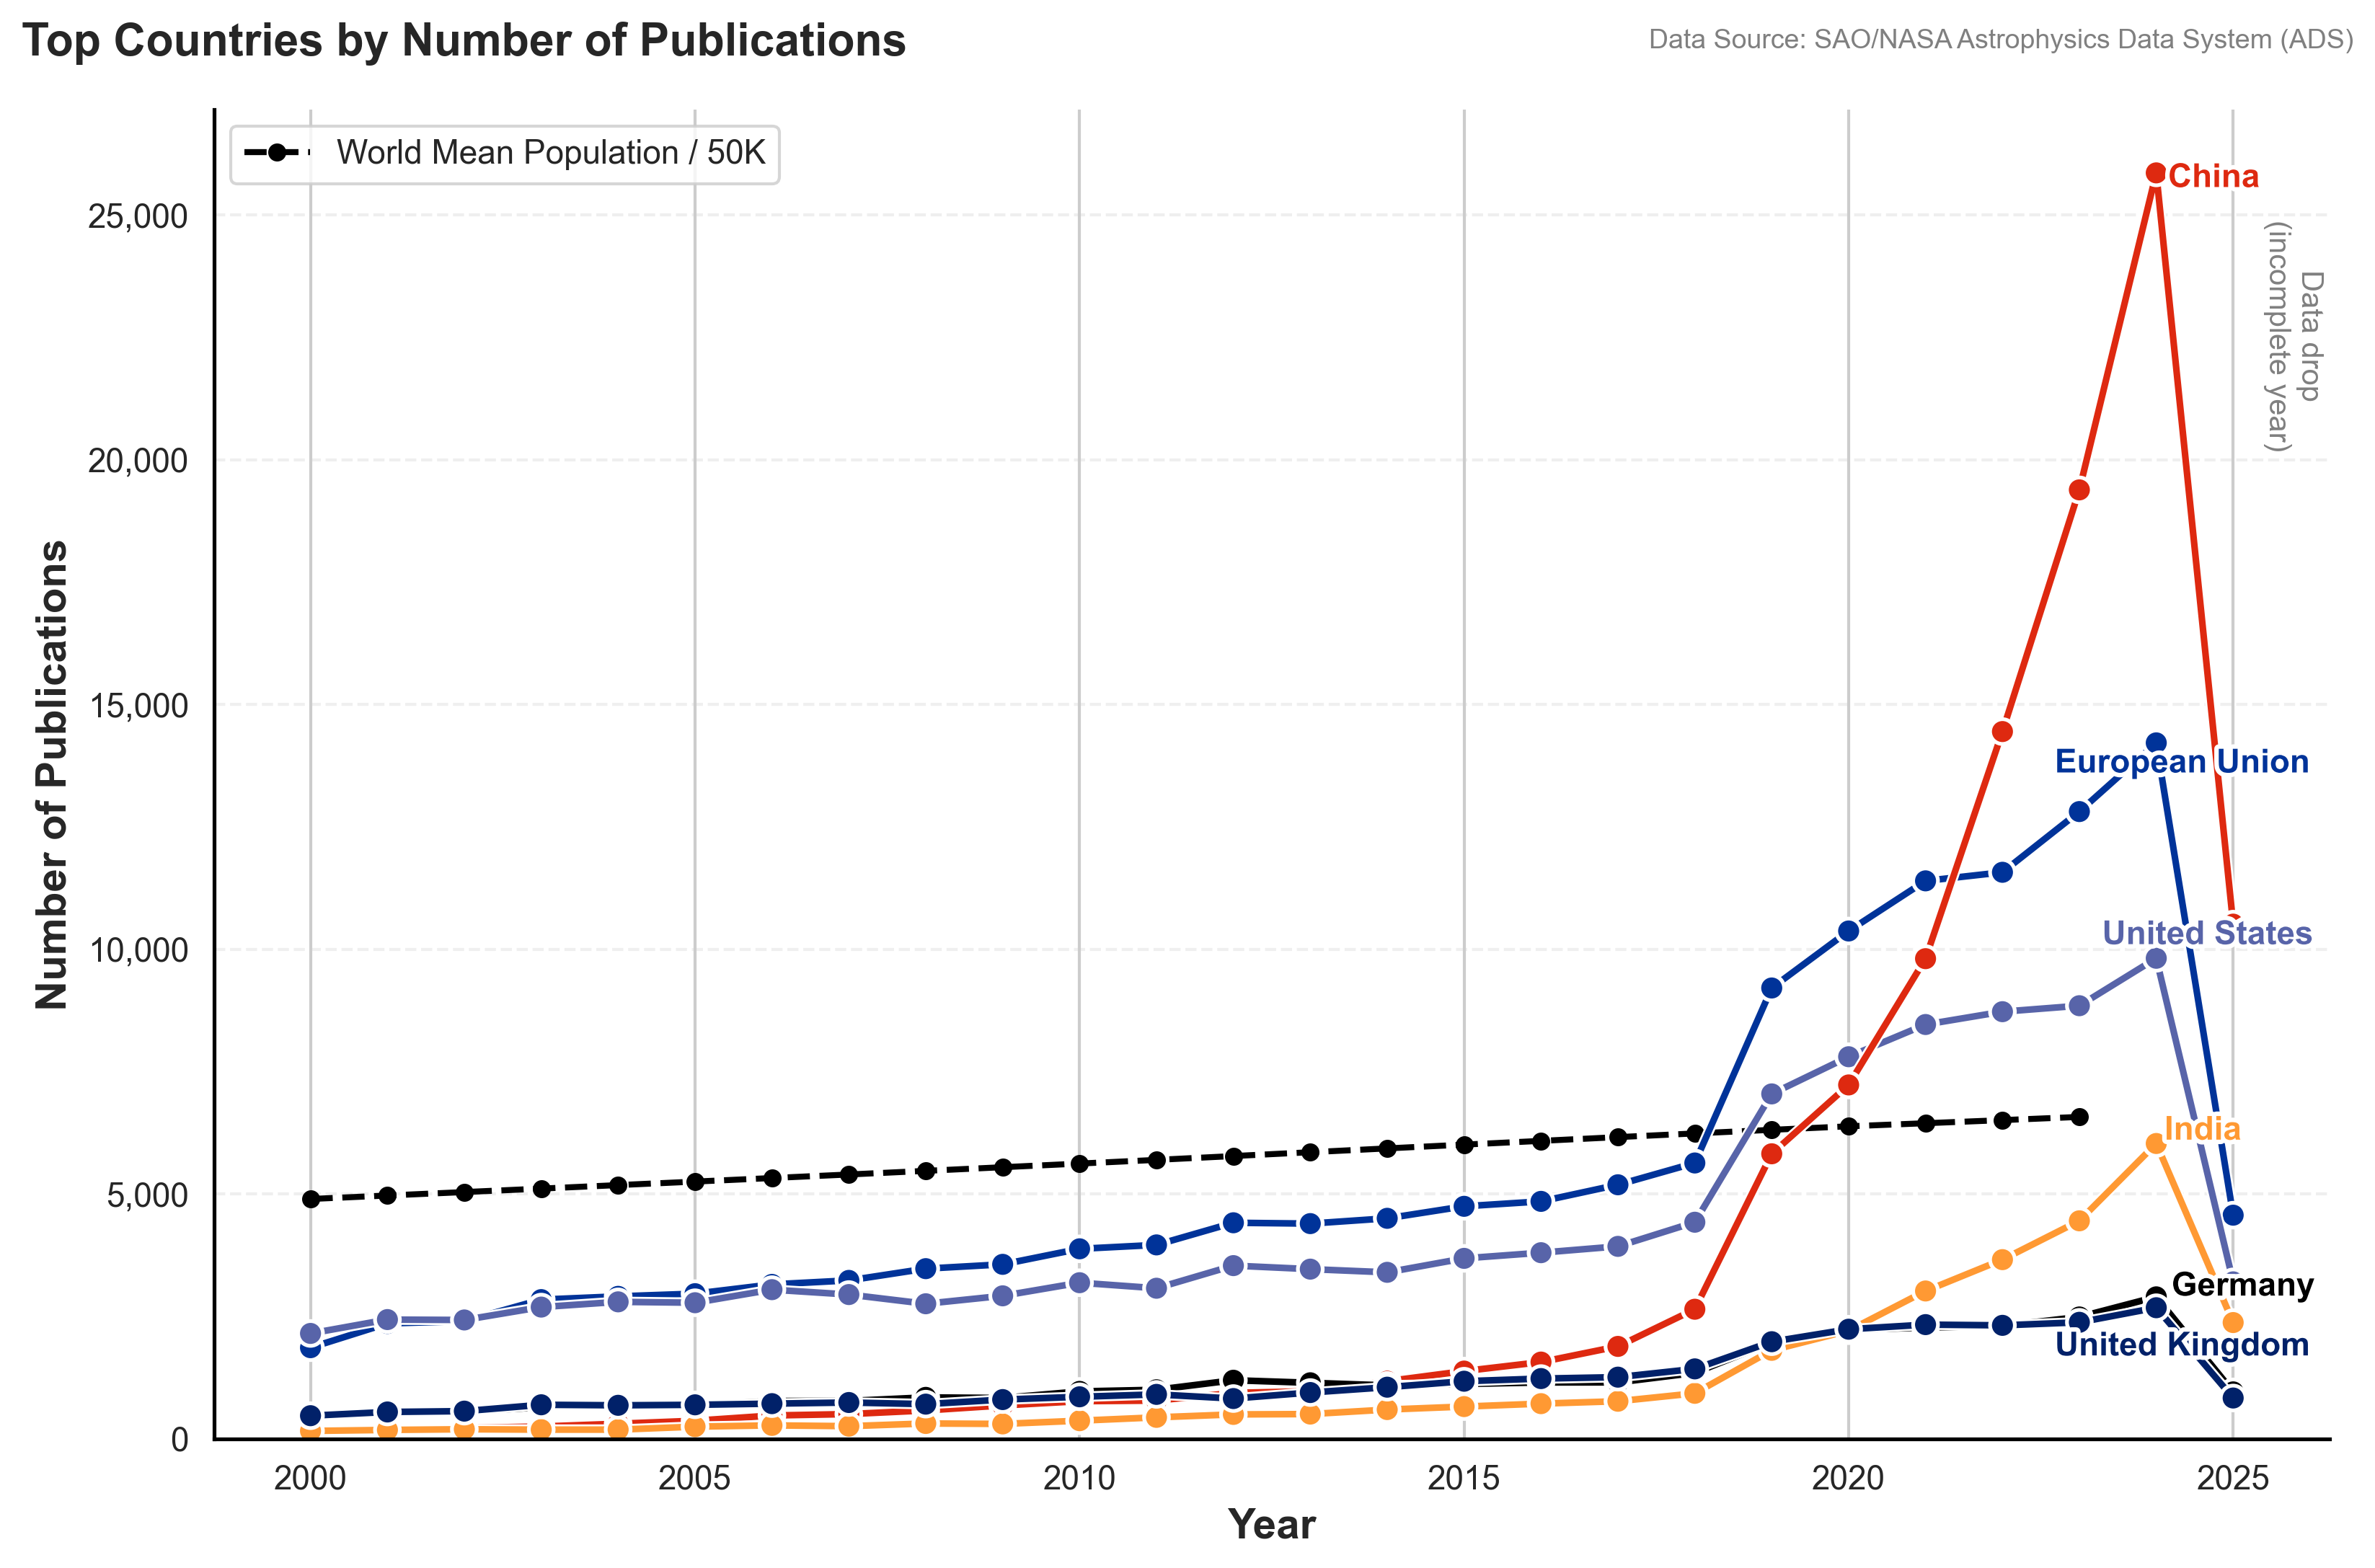 Top Countries by Number of Publications
Data Source: SAO/NASA Astrophysics Data System (ADS)
World Mean Population / 50K
China
25,000
Data drop
(incomplete year)
20,000
15,000
European Union
United States
10,000
India
5,000
Germany
United Kingdom
0
Number of Publications
2000
2005
2010
2015
2020
2025
Year